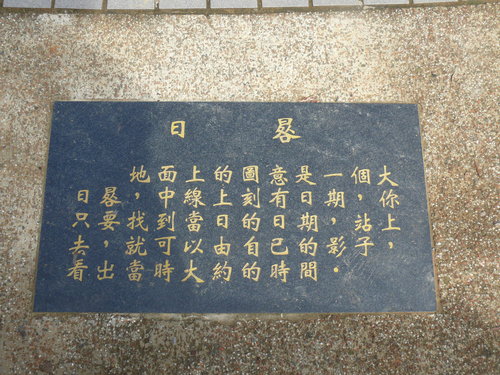 日晷
地面上的圖意是一個大
日晷，中線上刻有日期，你
只要找到當日的日期，站上
去，就可以由自己的影子，
看出當時大約的時間。